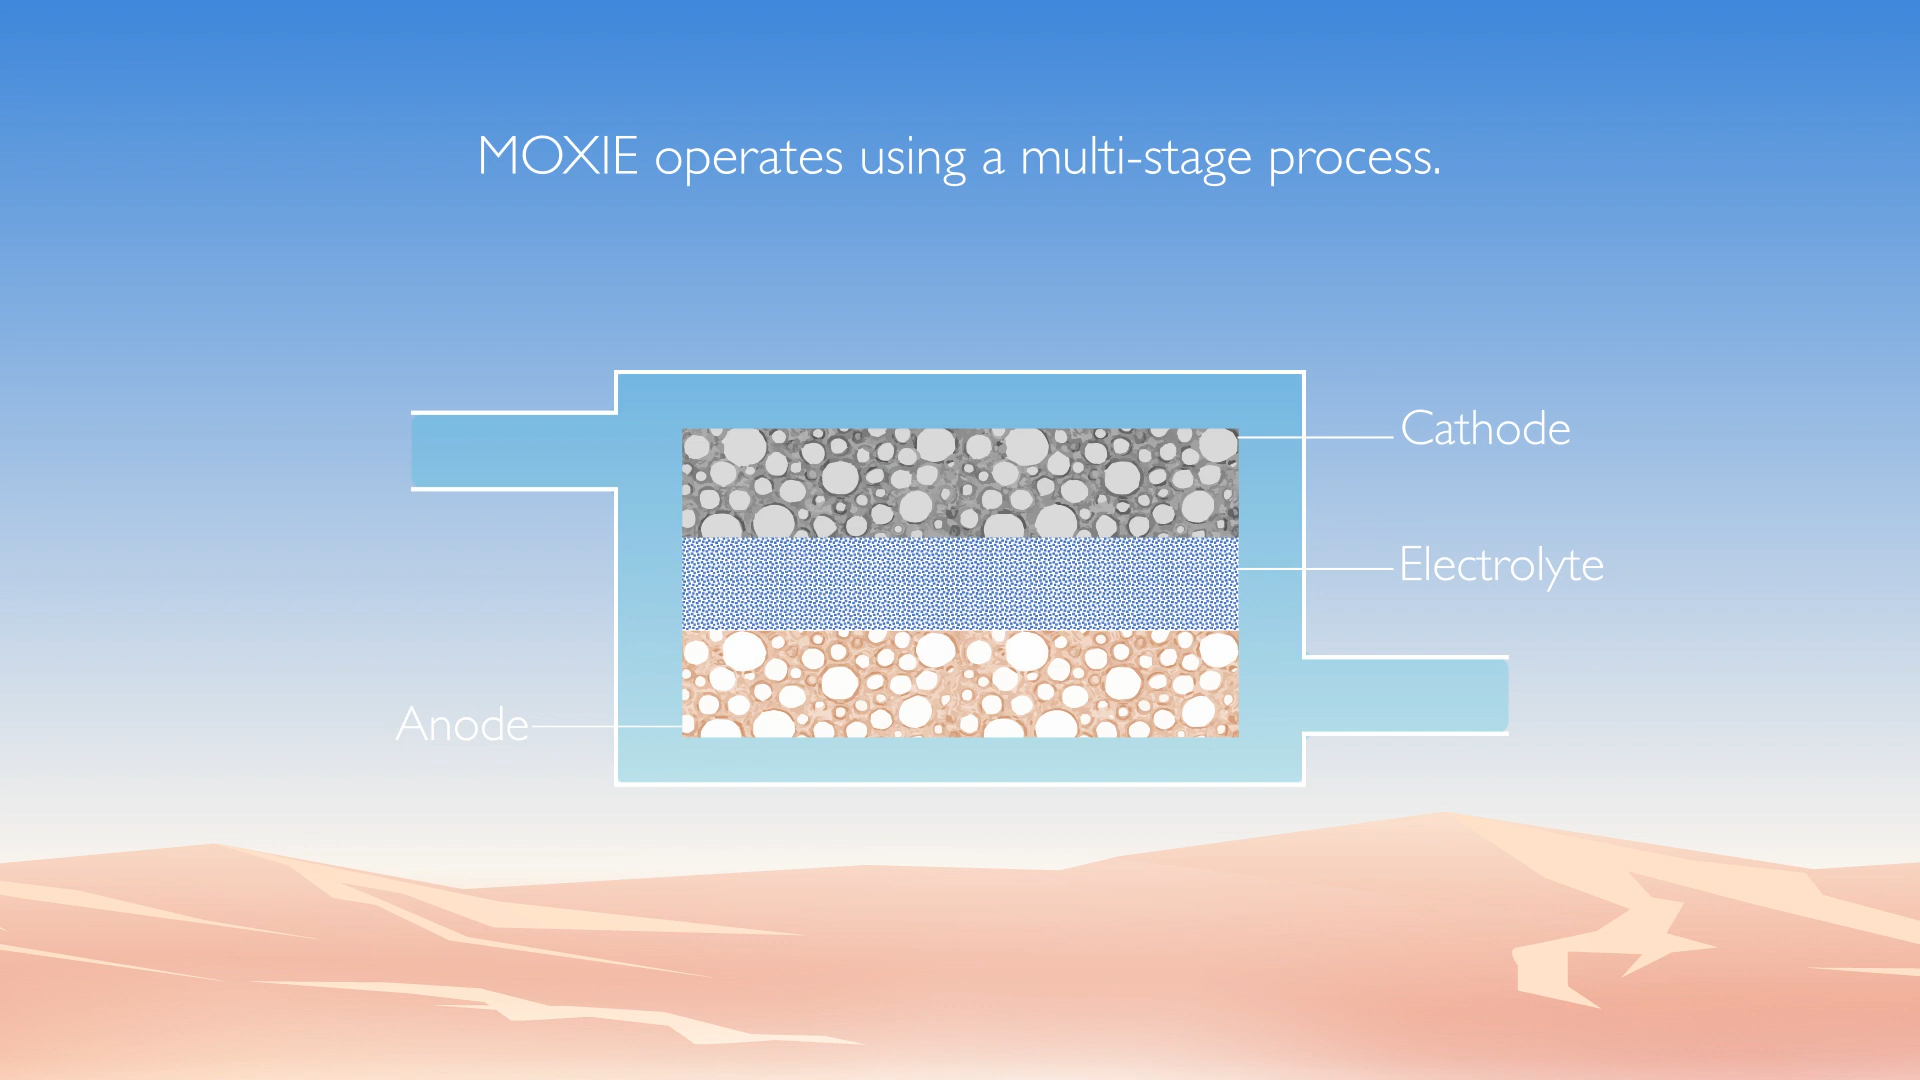 MOXIE operates using a multi-stage process.
Cathode
Electrolyte
Anode